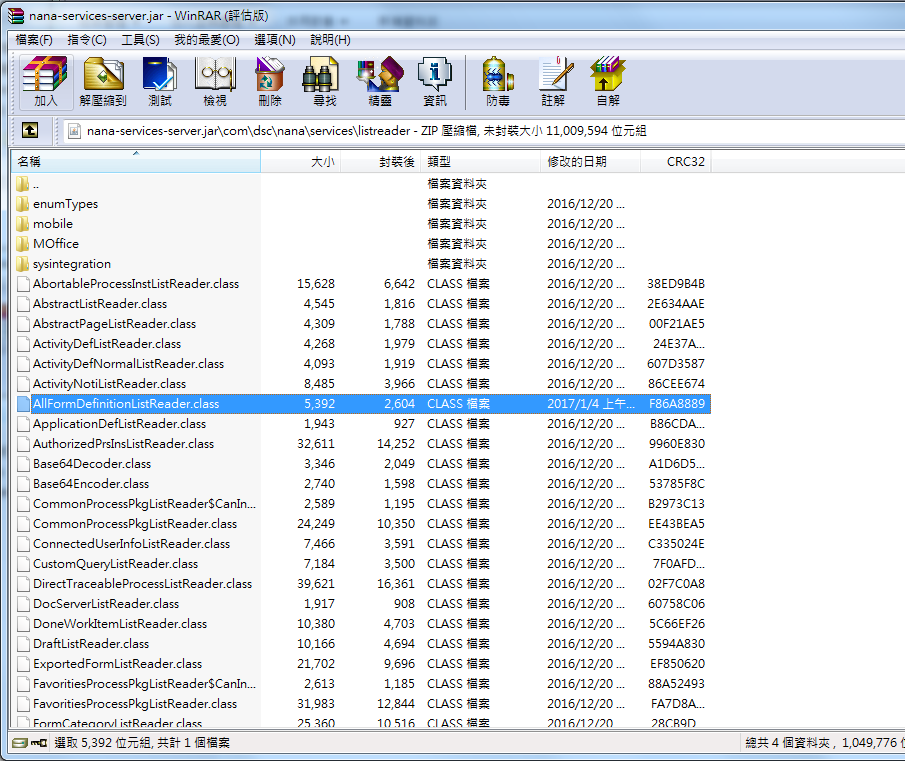 nana-services-server.jar - WinRAR (評估版)
檔案(F) 指令(C) 工具(S) 我的最愛(O) 選項(N) 說明(H)
加入 解壓縮到 測試 檢視 刪除 尋找 精靈 資訊 防毒 註解 自解
nana-services-server.jar\com\dsc\nana\services\listreader - ZIP 壓縮檔, 未封裝大小 11,009,594 位元組
名稱 大小 封裝後 類型 修改的日期 CRC32
.. 檔案資料夾
enumTypes 檔案資料夾 2016/12/20 ...
mobile 檔案資料夾 2016/12/20 ...
MOffice 檔案資料夾 2016/12/20 ...
sysintegration 檔案資料夾 2016/12/20 ...
AbortableProcessInstListReader.class 15,628 6,642 CLASS 檔案 2016/12/20 ... 38ED9B4B
AbstractListReader.class 4,545 1,816 CLASS 檔案 2016/12/20 ... 2E634AAE
AbstractPageListReader.class 4,309 1,788 CLASS 檔案 2016/12/20 ... 00F21AE5
ActivityDefListReader.class 4,268 1,979 CLASS 檔案 2016/12/20 ... 24E37A...
ActivityDefNormalListReader.class 4,093 1,919 CLASS 檔案 2016/12/20 ... 607D3587
ActivityNotiListReader.class 8,485 3,966 CLASS 檔案 2016/12/20 ... 86CEE674
AllFormDefinitionListReader.class 5,392 2,604 CLASS 檔案 2017/1/4 上午... F86A8889
ApplicationDefListReader.class 1,943 927 CLASS 檔案 2016/12/20 ... B86CDA...
AuthorizedPrsInsListReader.class 32,611 14,252 CLASS 檔案 2016/12/20 ... 9960E830
Base64Decoder.class 3,346 2,049 CLASS 檔案 2016/12/20 ... A1D6D5...
Base64Encoder.class 2,740 1,598 CLASS 檔案 2016/12/20 ... 53785F8C
CommonProcessPkgListReader$CanIn... 2,589 1,195 CLASS 檔案 2016/12/20 ... B2973C13
CommonProcessPkgListReader.class 24,249 10,350 CLASS 檔案 2016/12/20 ... EE43BEA5
ConnectedUserInfoListReader.class 7,466 3,591 CLASS 檔案 2016/12/20 ... C335024E
CustomQueryListReader.class 7,184 3,500 CLASS 檔案 2016/12/20 ... 7F0AFD...
DirectTraceableProcessListReader.class 39,621 16,361 CLASS 檔案 2016/12/20 ... 02F7C0A8
DocServerListReader.class 1,917 908 CLASS 檔案 2016/12/20 ... 60758C06
DoneWorkItemListReader.class 10,380 4,703 CLASS 檔案 2016/12/20 ... 5C66EF26
DraftListReader.class 10,166 4,694 CLASS 檔案 2016/12/20 ... 5594A830
ExportedFormListReader.class 21,702 9,696 CLASS 檔案 2016/12/20 ... EF850620
FavoritiesProcessPkgListReader$CanIn... 2,613 1,185 CLASS 檔案 2016/12/20 ... 88A52493
FavoritiesProcessPkgListReader.class 31,983 12,844 CLASS 檔案 2016/12/20 ... FA7D8A...
FormCategoryListReader.class 25,360 10,516 CLASS 檔案 2016/12/20 ... 28CB9D...
選取 5,392 位元組, 共計 1 個檔案 總共 4 個資料夾 , 1,049,776